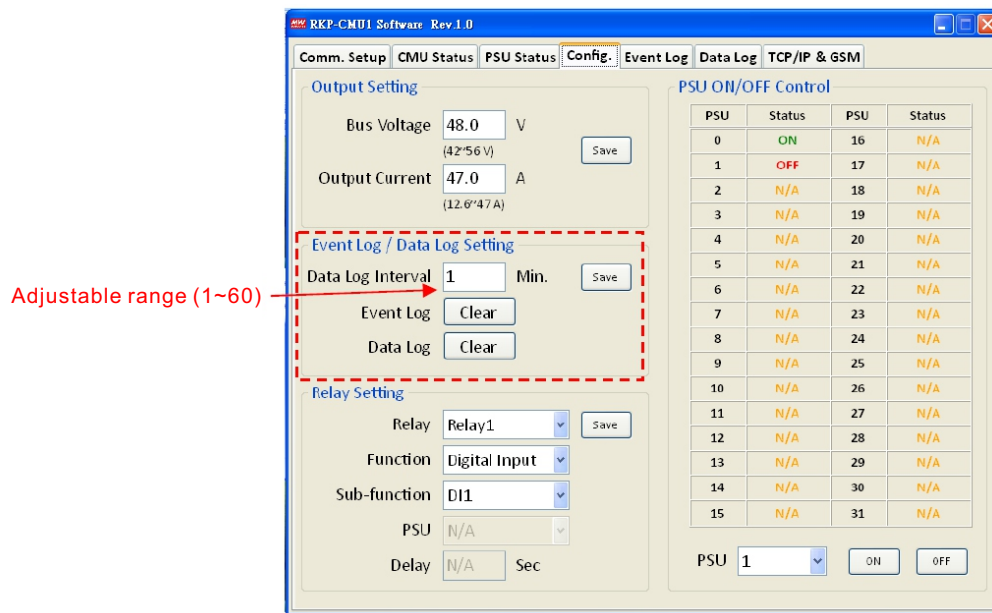 MW RKP-CMU1 Software Rev.1.0
Comm. Setup CMU Status PSU Status Config. Event Log Data Log TCP/IP & GSM
Output Setting
Bus Voltage 48.0 V
(42~56 V)
Save
Output Current 47.0 A
(12.6~47 A)
Event Log / Data Log Setting
Data Log Interval 1 Min. Save
Adjustable range (1~60)
Event Log Clear
Data Log Clear
Relay Setting
Relay Relay1 Save
Function Digital Input
Sub-function DI1
PSU N/A
Delay N/A Sec
PSU ON/OFF Control
PSU Status PSU Status
0 ON 16 N/A
1 OFF 17 N/A
2 N/A 18 N/A
3 N/A 19 N/A
4 N/A 20 N/A
5 N/A 21 N/A
6 N/A 22 N/A
7 N/A 23 N/A
8 N/A 24 N/A
9 N/A 25 N/A
10 N/A 26 N/A
11 N/A 27 N/A
12 N/A 28 N/A
13 N/A 29 N/A
14 N/A 30 N/A
15 N/A 31 N/A
PSU 1 ON OFF